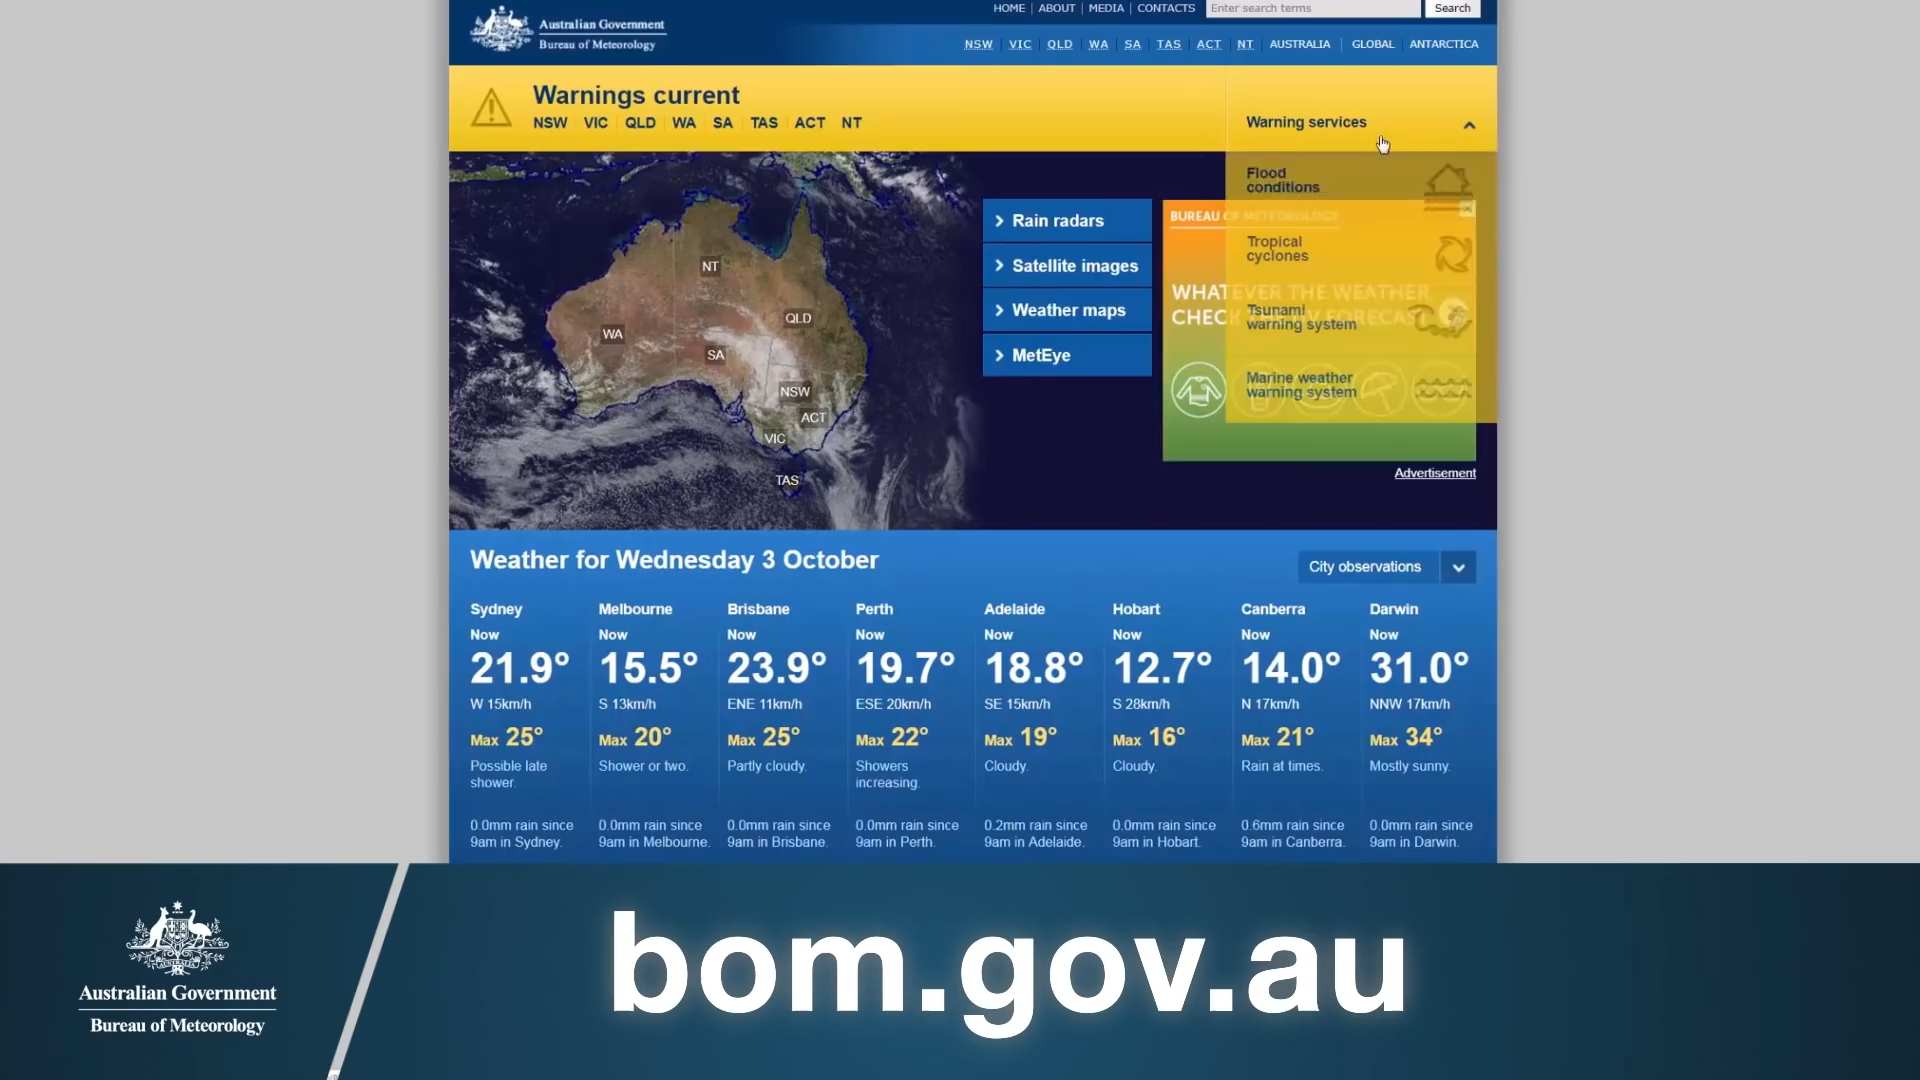 Australian Government
Bureau of Meteorology
HOME ABOUT MEDIA CONTACTS
Enter search terms
Search
NSW VIC QLD WA SA TAS ACT NT AUSTRALIA GLOBAL ANTARCTICA
Warnings current
NSW VIC QLD WA SA TAS ACT NT
Warning services
Flood
conditions
Tropical
cyclones
Tsunami
warning system
Marine weather
warning system
NT
QLD
WA
SA
NSW
ACT
VIC
TAS
Rain radars
Satellite images
Weather maps
MetEye
BUREAU OF METEOROLOGY
WHATEVER THE WEATHER
CHECK
Advertisement
Weather for Wednesday 3 October
City observations
Sydney Melbourne Brisbane Perth Adelaide Hobart Canberra Darwin
Now Now Now Now Now Now Now Now
21.9° 15.5° 23.9° 19.7° 18.8° 12.7° 14.0° 31.0°
W 15km/h S 13km/h ENE 11km/h ESE 20km/h SE 15km/h S 28km/h N 17km/h NNW 17km/h
Max 25° Max 20° Max 25° Max 22° Max 19° Max 16° Max 21° Max 34°
Possible late Shower or two. Partly cloudy. Showers Cloudy. Cloudy. Rain at times. Mostly sunny.
shower. increasing.
0.0mm rain since 0.0mm rain since 0.0mm rain since 0.0mm rain since 0.2mm rain since 0.0mm rain since 0.6mm rain since 0.0mm rain since
9am in Sydney. 9am in Melbourne. 9am in Brisbane. 9am in Perth. 9am in Adelaide. 9am in Hobart. 9am in Canberra. 9am in Darwin.
Australian Government
Bureau of Meteorology
bom.gov.au